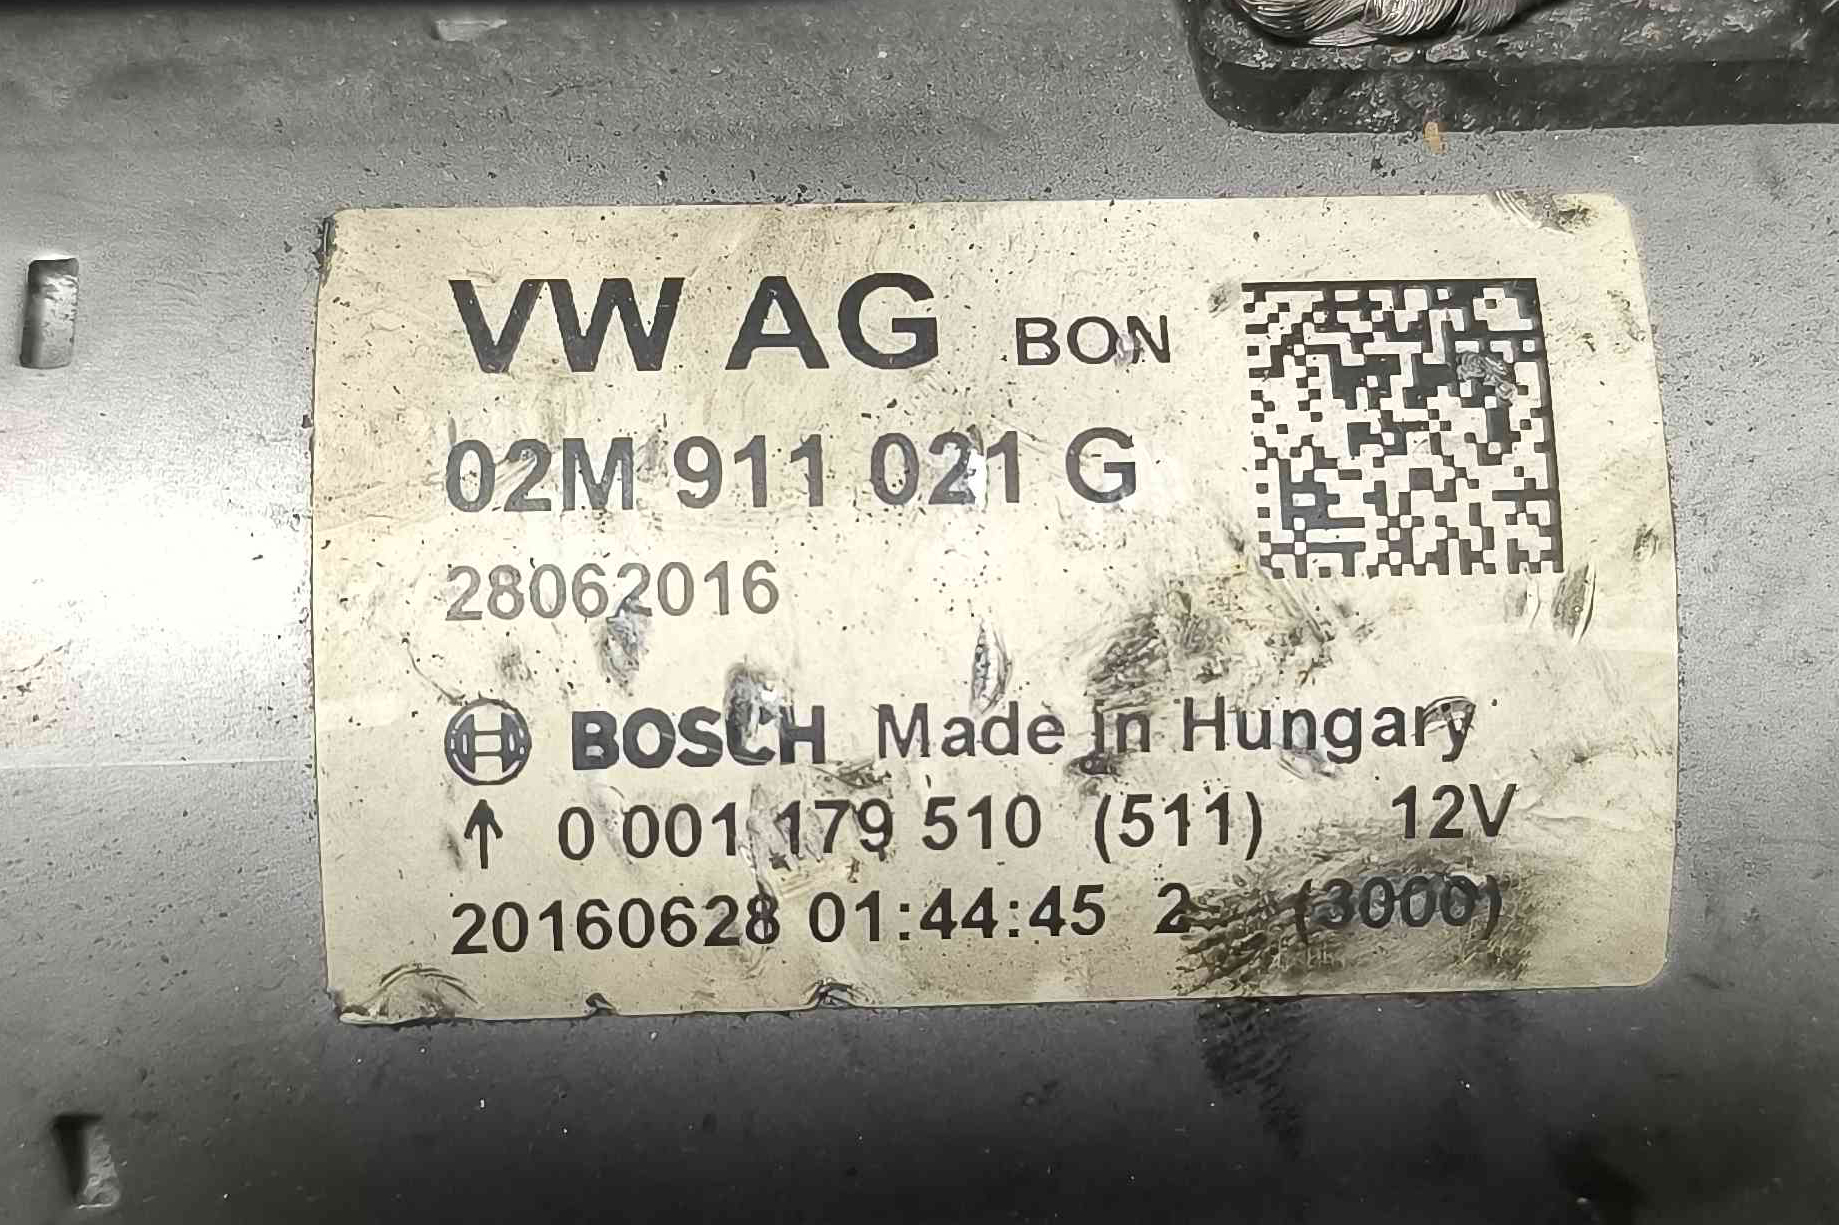 VW AG BON
02M 911 021 G
28062016
BOSCH Made in Hungary
↑ 0 001 179 510 (511) 12V
20160628 01:44:45 2 (3000)